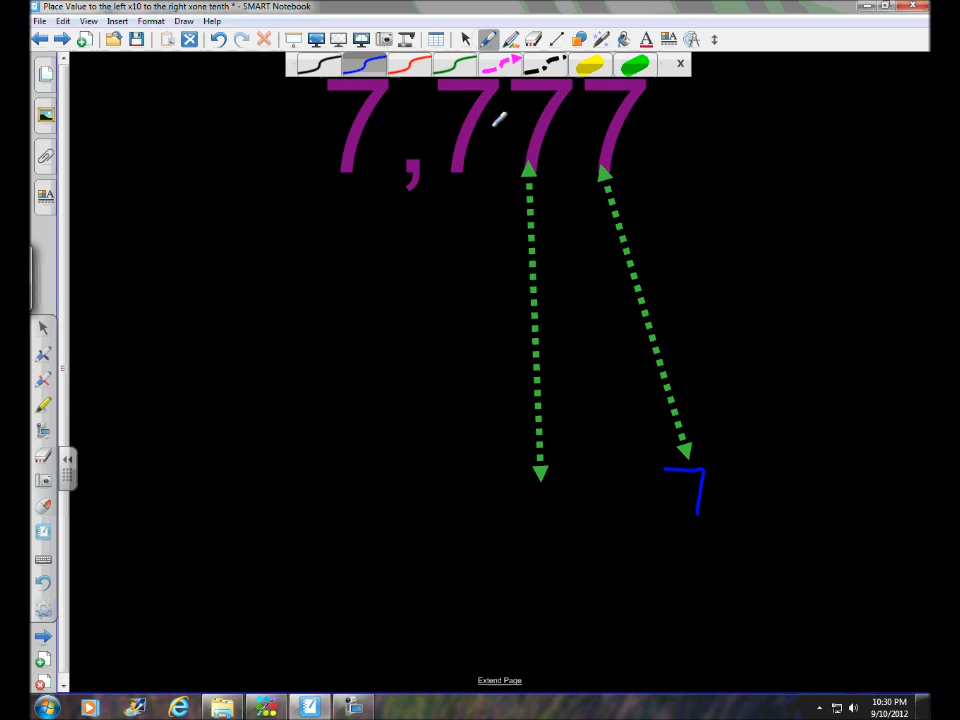 Place Value to the left x10 to the right xone tenth * - SMART Notebook
File Edit View Insert Format Draw Help
X
7,777
7
Extend Page
10:30 PM
9/10/2012